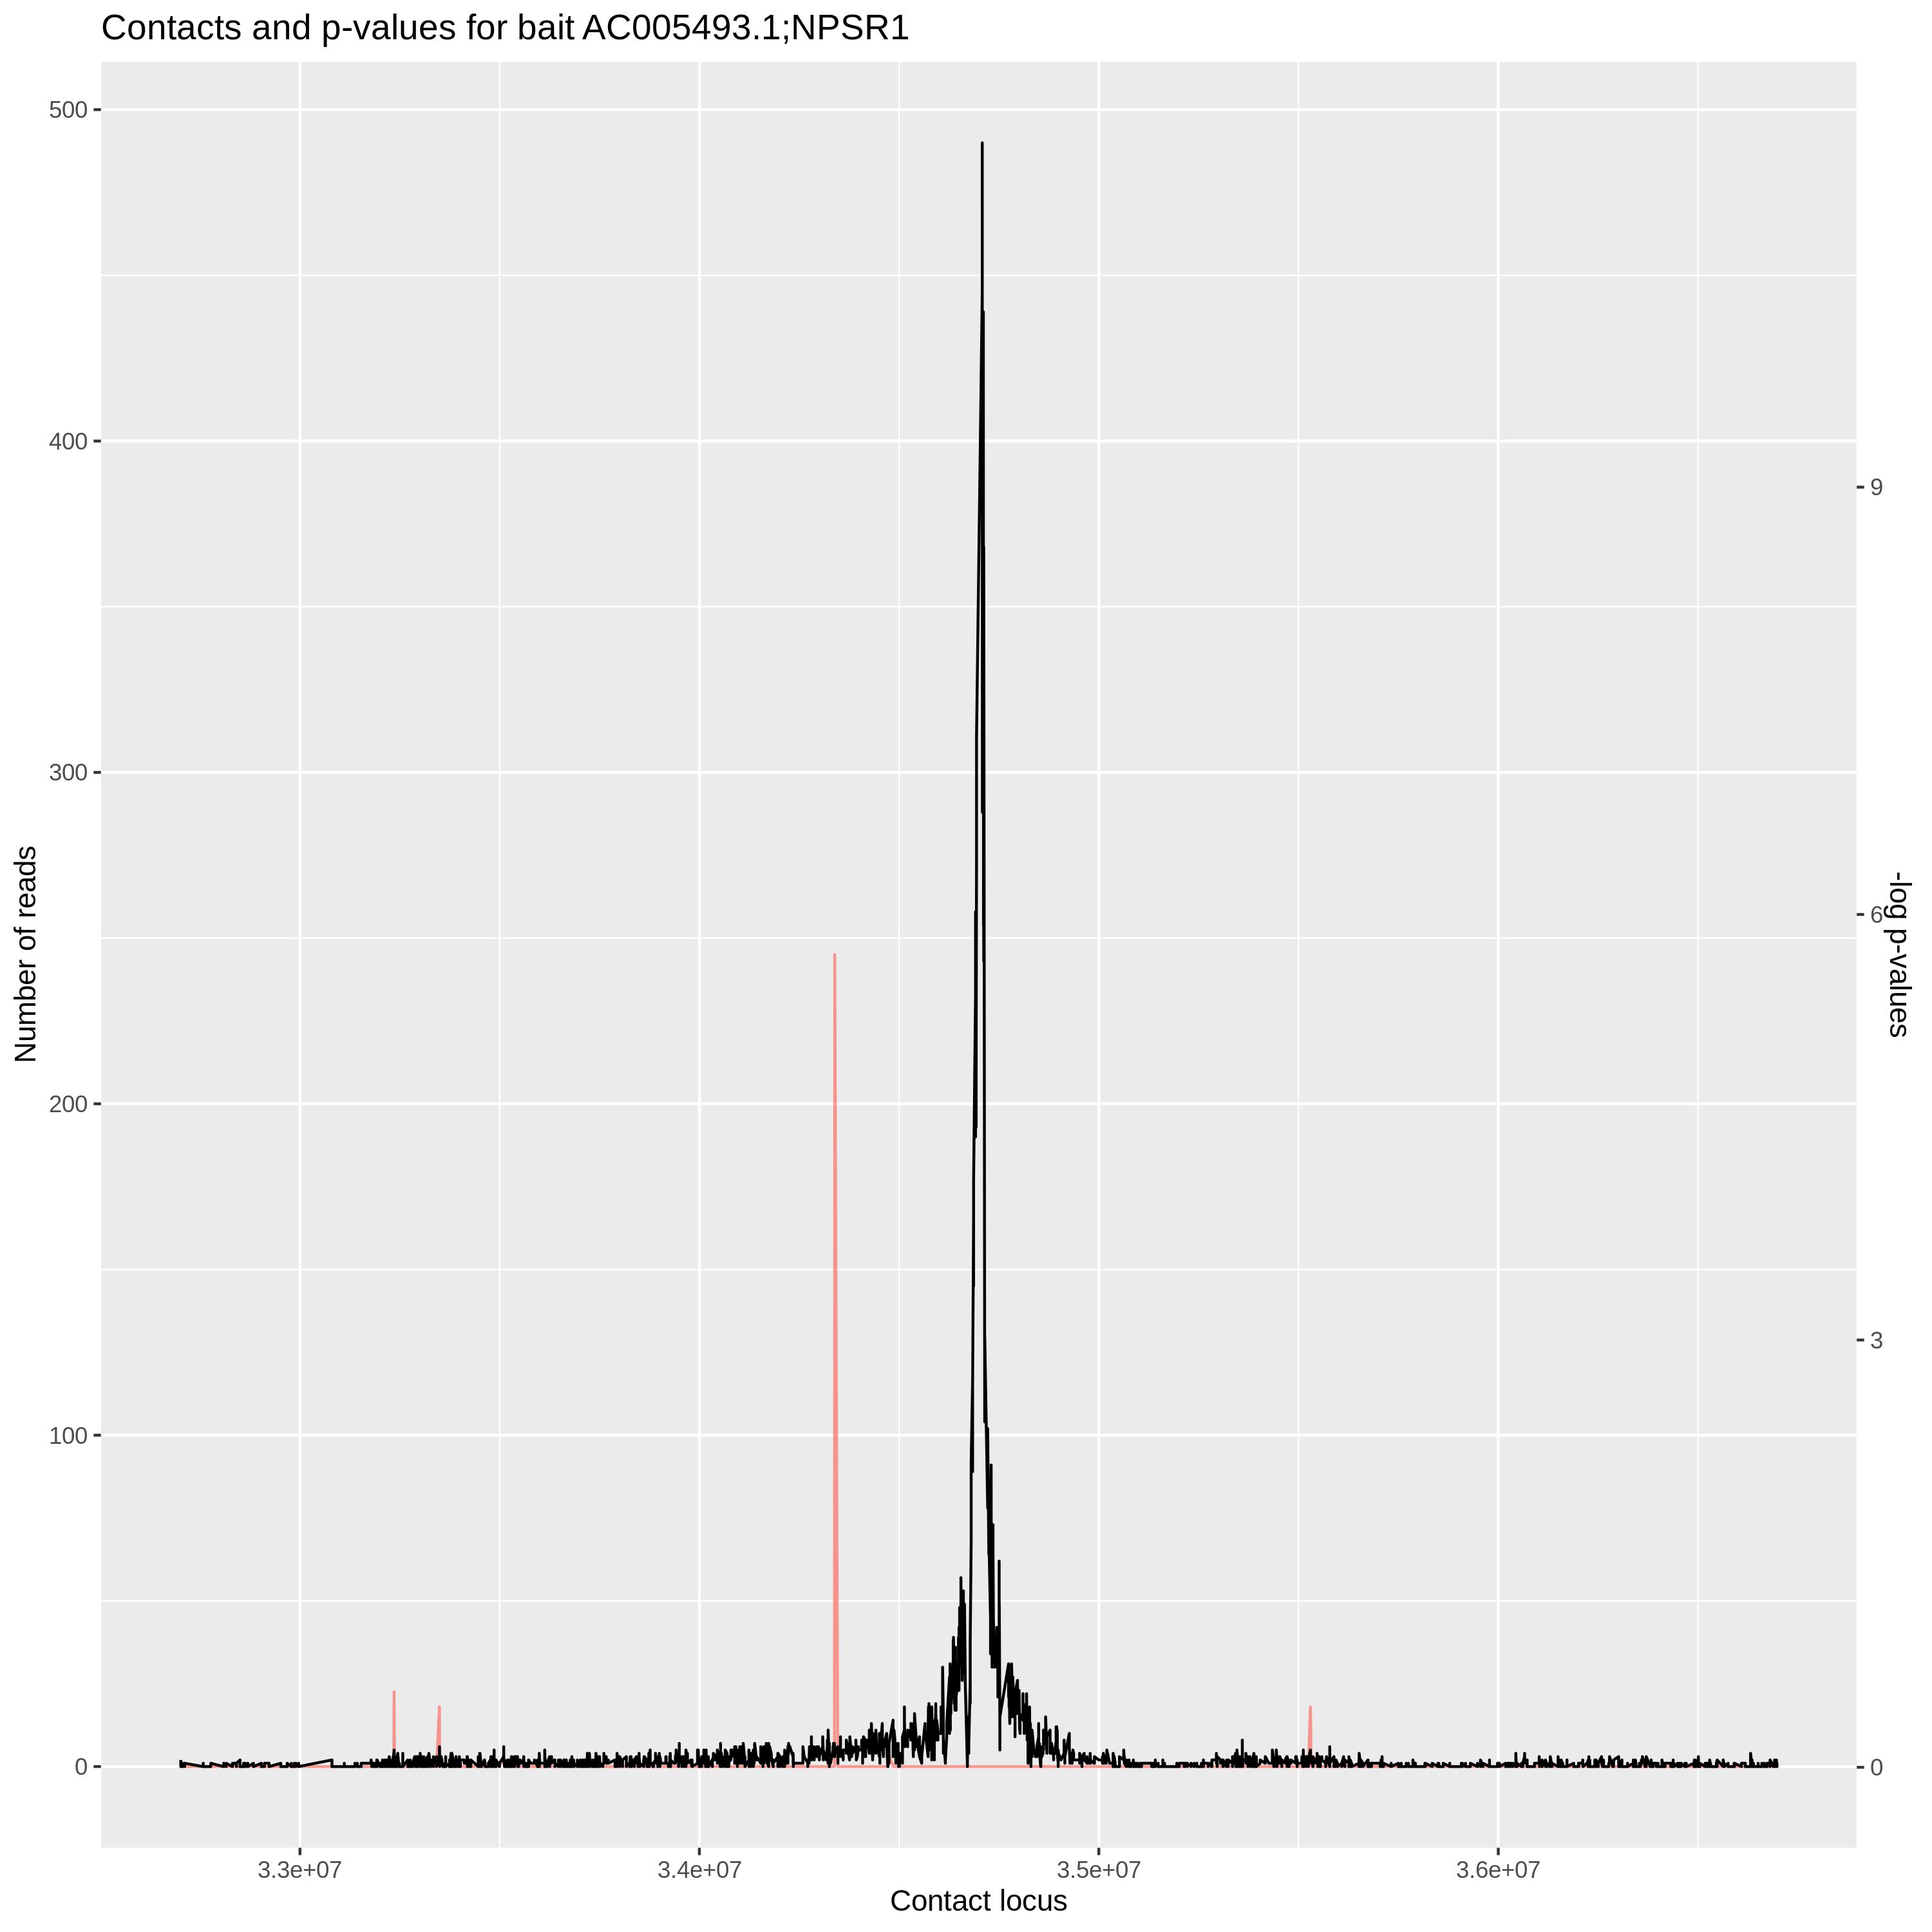 Contacts and p-values for bait AC005493.1;NPSR1
500
400
300
200
100
0
Number of reads
9
6
3
0
-log p-values
3.3e+07 3.4e+07 3.5e+07 3.6e+07
Contact locus